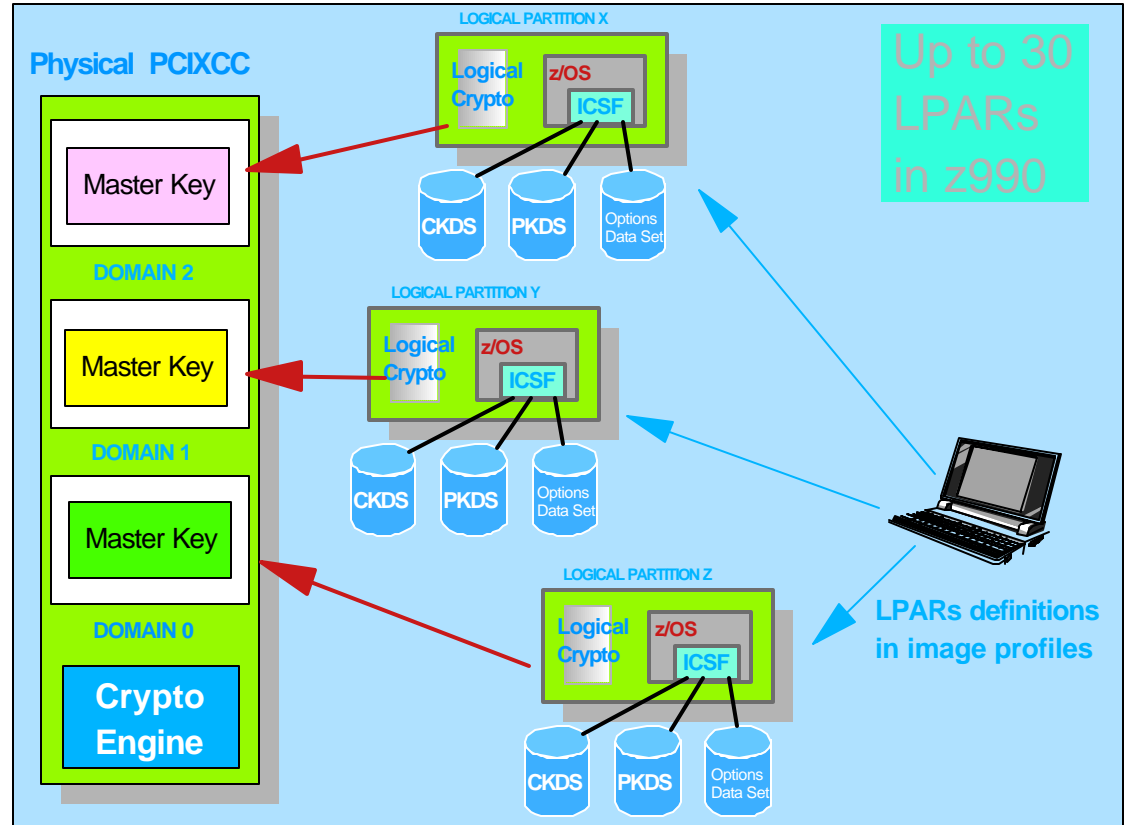 LOGICAL PARTITION X
Physical PCIXCC
Up to 30
LPARs
in z990
Logical
Crypto
z/OS
ICSF
Master Key
CKDS
PKDS
Options
Data Set
DOMAIN 2
LOGICAL PARTITION Y
Logical
Crypto
z/OS
ICSF
Master Key
DOMAIN 1
CKDS
PKDS
Options
Data Set
Master Key
LOGICAL PARTITION Z
DOMAIN 0
Logical
Crypto
z/OS
ICSF
LPARs definitions
in image profiles
Crypto
Engine
CKDS
PKDS
Options
Data Set